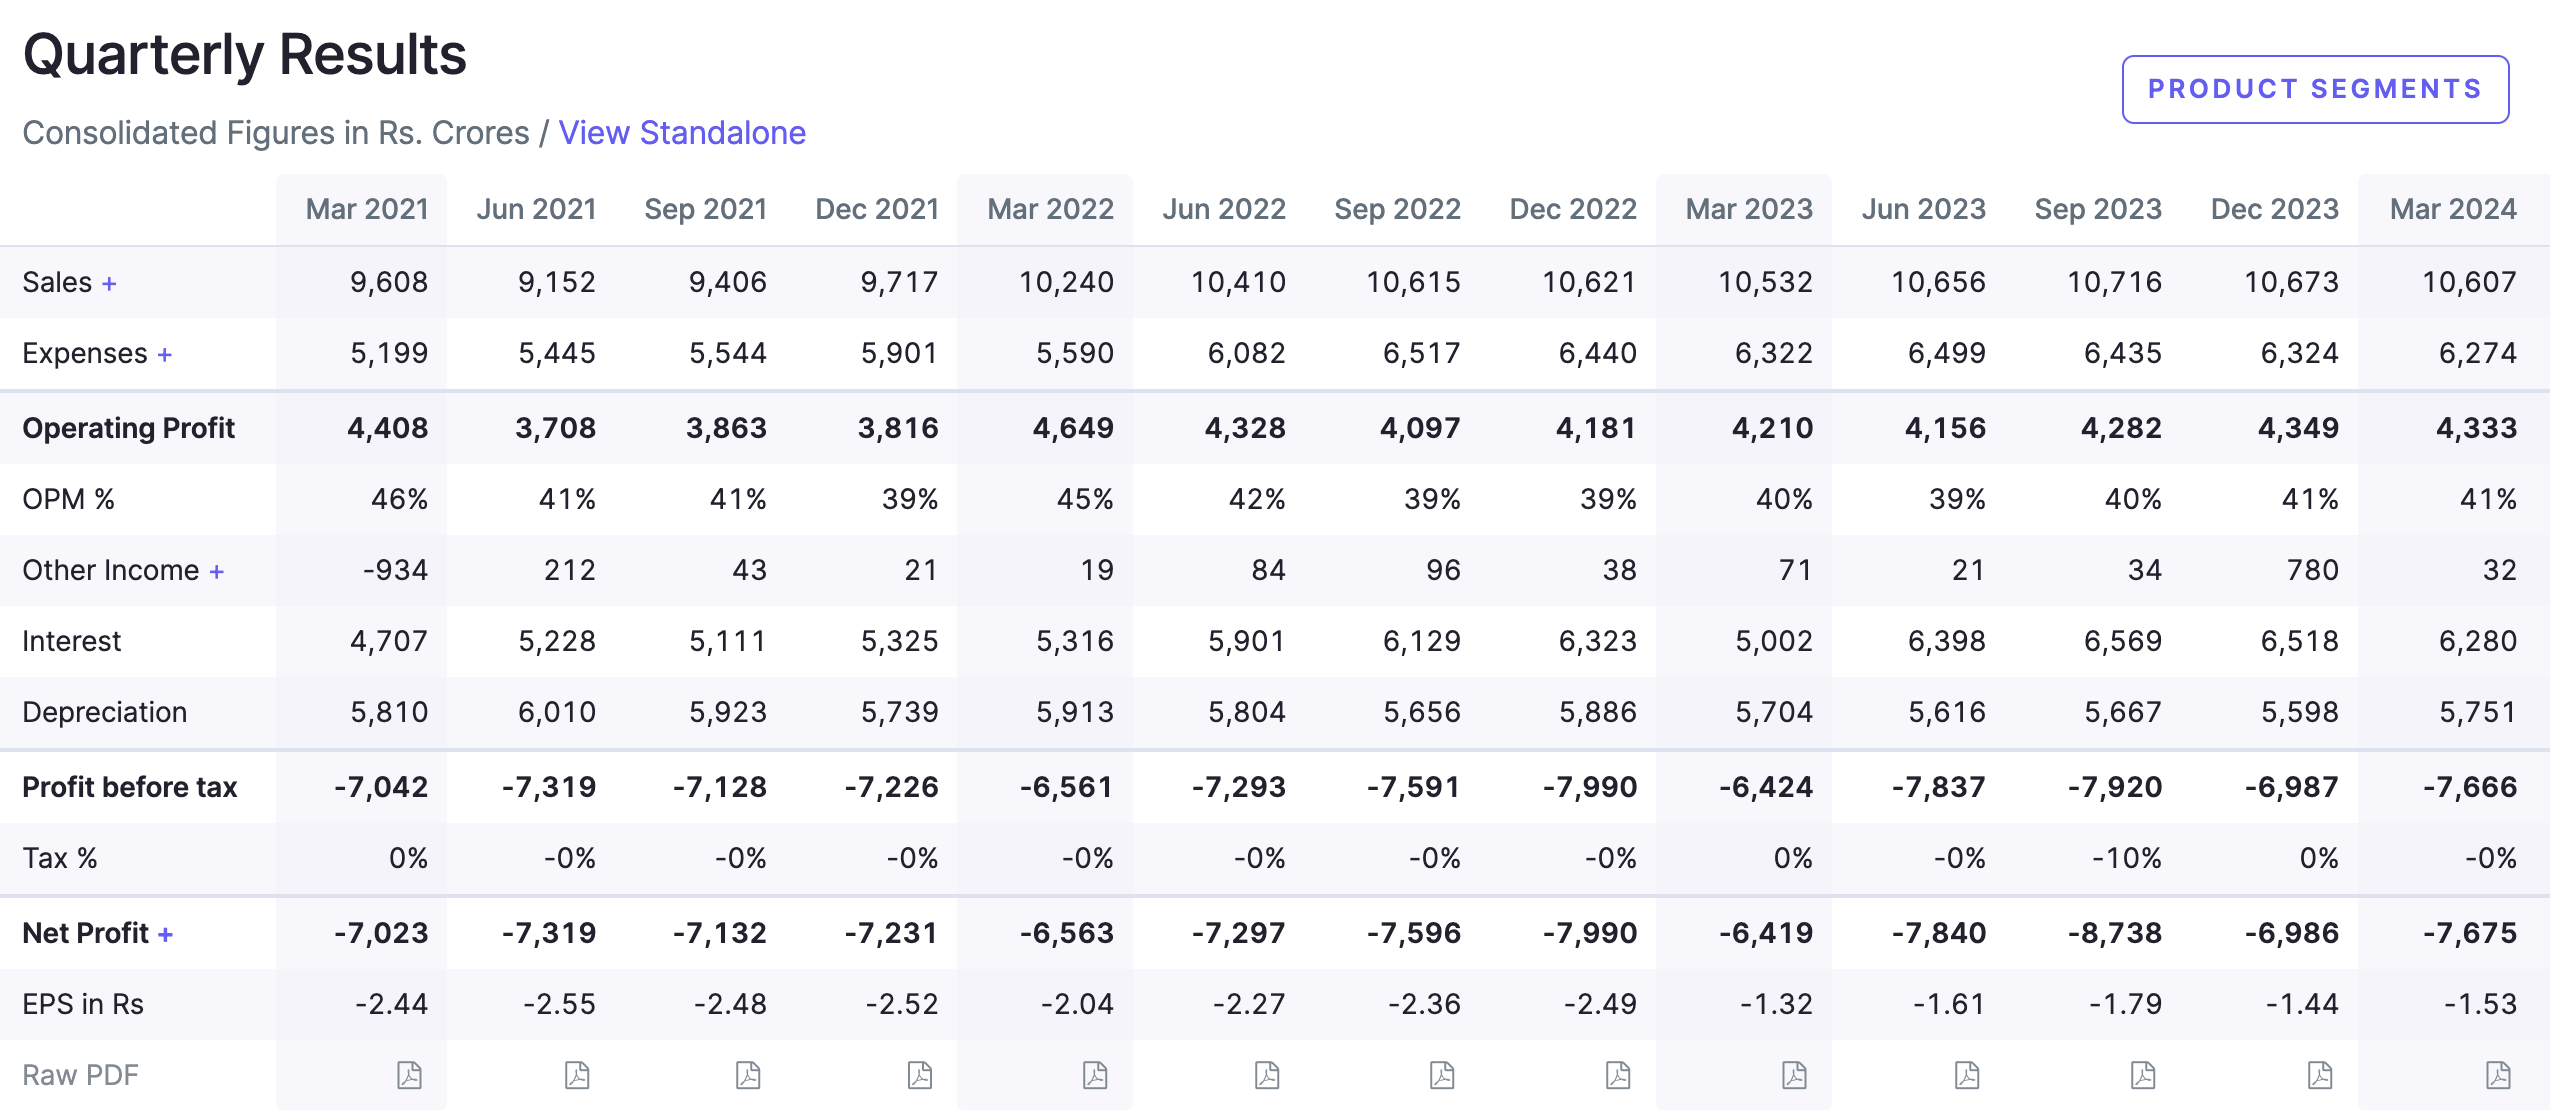 Quarterly Results
PRODUCT SEGMENTS
Consolidated Figures in Rs. Crores / View Standalone
Mar 2021 Jun 2021 Sep 2021 Dec 2021 Mar 2022 Jun 2022 Sep 2022 Dec 2022 Mar 2023 Jun 2023 Sep 2023 Dec 2023 Mar 2024
Sales + 9,608 9,152 9,406 9,717 10,240 10,410 10,615 10,621 10,532 10,656 10,716 10,673 10,607
Expenses + 5,199 5,445 5,544 5,901 5,590 6,082 6,517 6,440 6,322 6,499 6,435 6,324 6,274
Operating Profit 4,408 3,708 3,863 3,816 4,649 4,328 4,097 4,181 4,210 4,156 4,282 4,349 4,333
OPM % 46% 41% 41% 39% 45% 42% 39% 39% 40% 39% 40% 41% 41%
Other Income + -934 212 43 21 19 84 96 38 71 21 34 780 32
Interest 4,707 5,228 5,111 5,325 5,316 5,901 6,129 6,323 5,002 6,398 6,569 6,518 6,280
Depreciation 5,810 6,010 5,923 5,739 5,913 5,804 5,656 5,886 5,704 5,616 5,667 5,598 5,751
Profit before tax -7,042 -7,319 -7,128 -7,226 -6,561 -7,293 -7,591 -7,990 -6,424 -7,837 -7,920 -6,987 -7,666
Tax % 0% -0% -0% -0% -0% -0% -0% -0% 0% -0% -10% 0% -0%
Net Profit + -7,023 -7,319 -7,132 -7,231 -6,563 -7,297 -7,596 -7,990 -6,419 -7,840 -8,738 -6,986 -7,675
EPS in Rs -2.44 -2.55 -2.48 -2.52 -2.04 -2.27 -2.36 -2.49 -1.32 -1.61 -1.79 -1.44 -1.53
Raw PDF